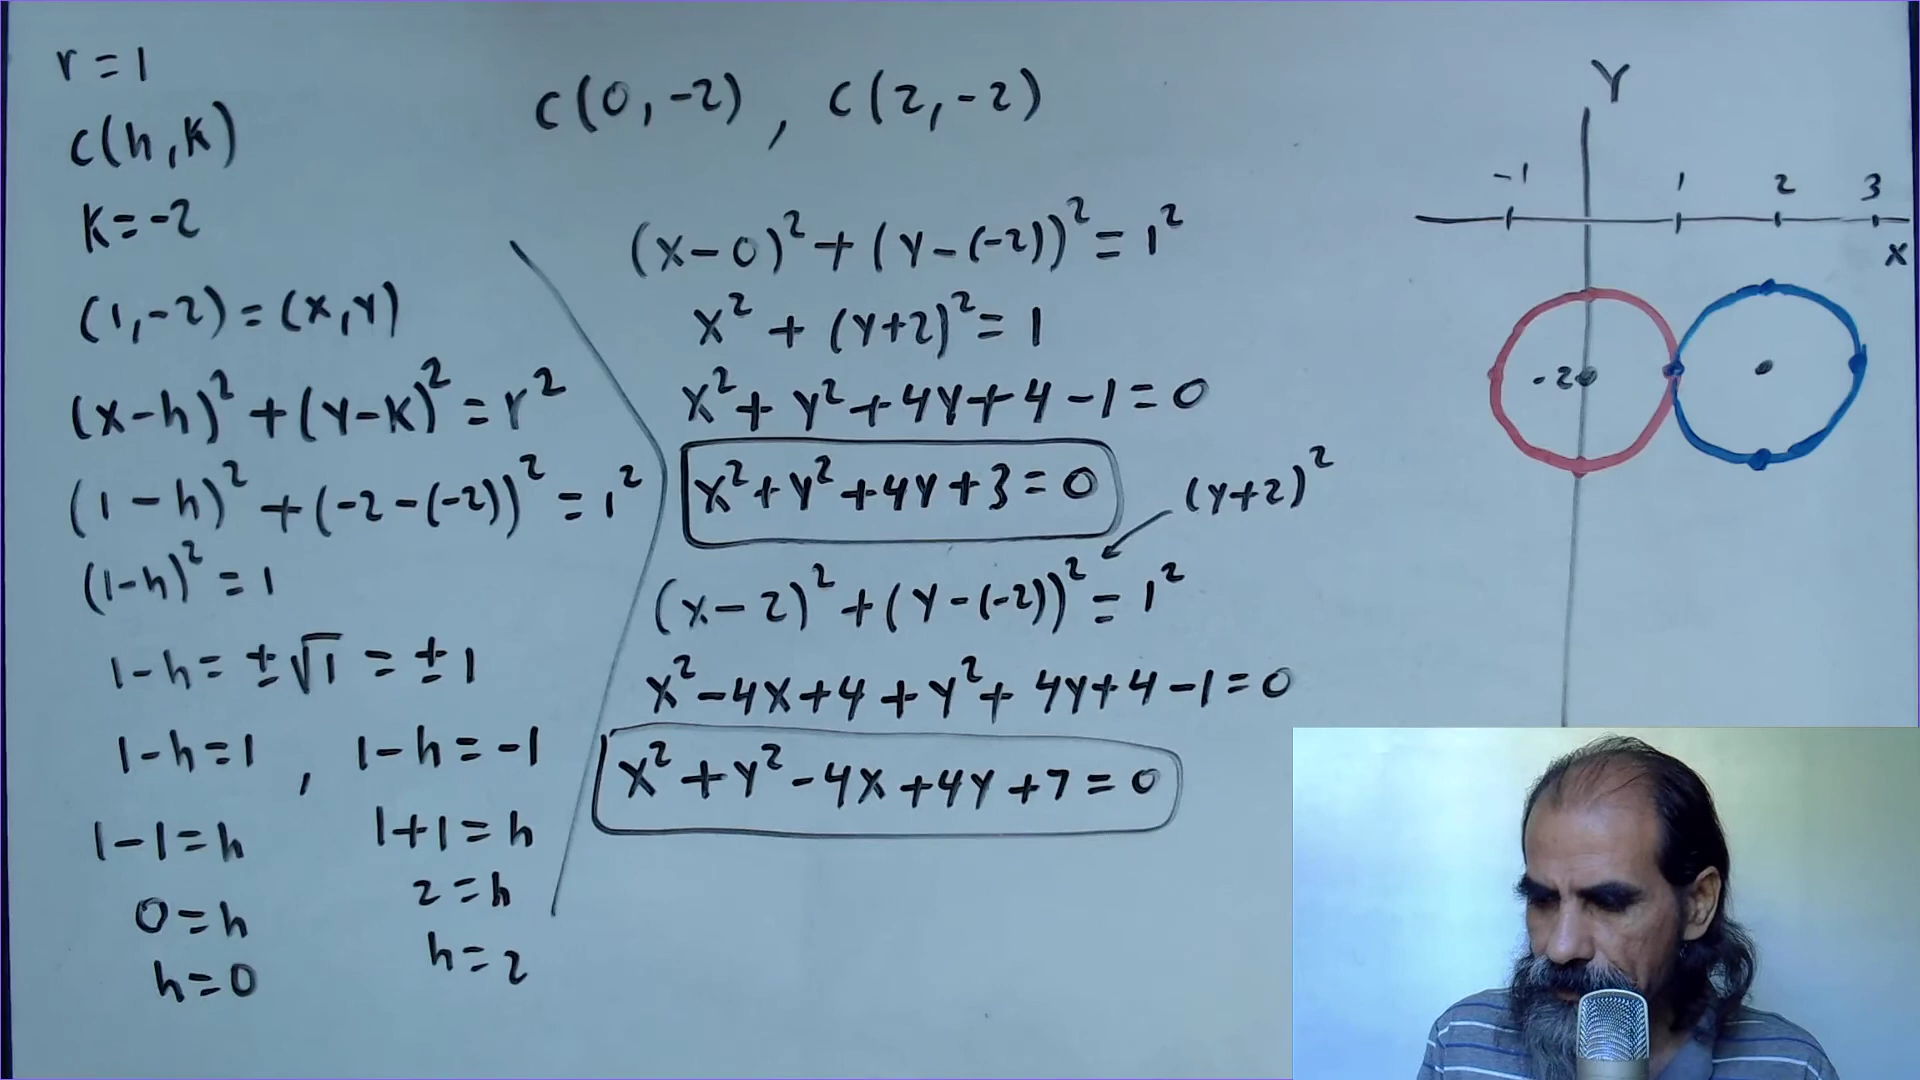 r=1
C(h,K)
K=-2
(1,-2)=(x,y)
(x-h)²+(y-K)²=r²
(1-h)²+(-2-(-2))²=1²
(1-h)²=1
1-h=±√1=±1
1-h=1 , 1-h=-1
1-1=h 1+1=h
0=h 2=h
h=0 h=2
C(0,-2) , C(2,-2)
(x-0)²+(y-(-2))²=1²
x²+(y+2)²=1
x²+y²+4y+4-1=0
x²+y²+4y+3=0
(y+2)²
(x-2)²+(y-(-2))²=1²
x²-4x+4+y²+4y+4-1=0
x²+y²-4x+4y+7=0
Y
-1 1 2 3
X
-2